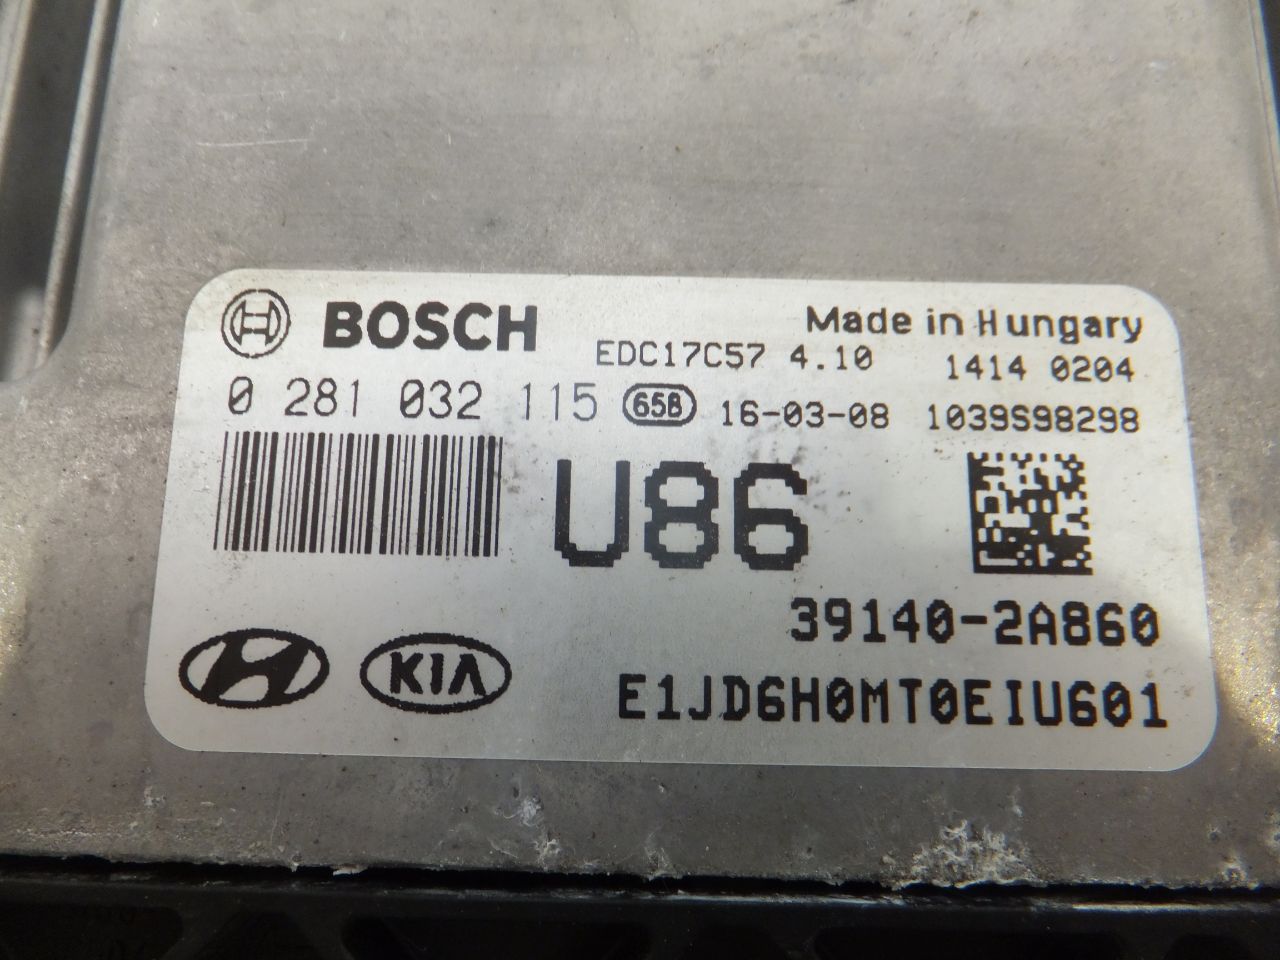 BOSCH
Made in Hungary
EDC17C57 4.10 1414 0204
0 281 032 115 65B 16-03-08 1039S98298
U86
39140-2A860
KIA
E1JD6H0MT0EIU601